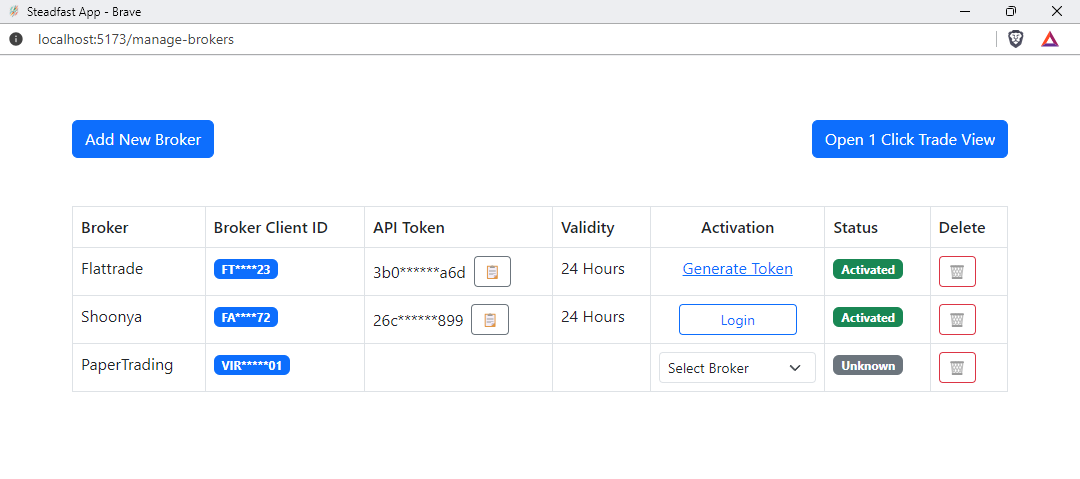 Steadfast App - Brave
localhost:5173/manage-brokers
Add New Broker Open 1 Click Trade View
Broker Broker Client ID API Token Validity Activation Status Delete
Flattrade FT****23 3b0******a6d 24 Hours Generate Token Activated
Shoonya FA****72 26c******899 24 Hours Login Activated
PaperTrading VIR*****01 Select Broker Unknown